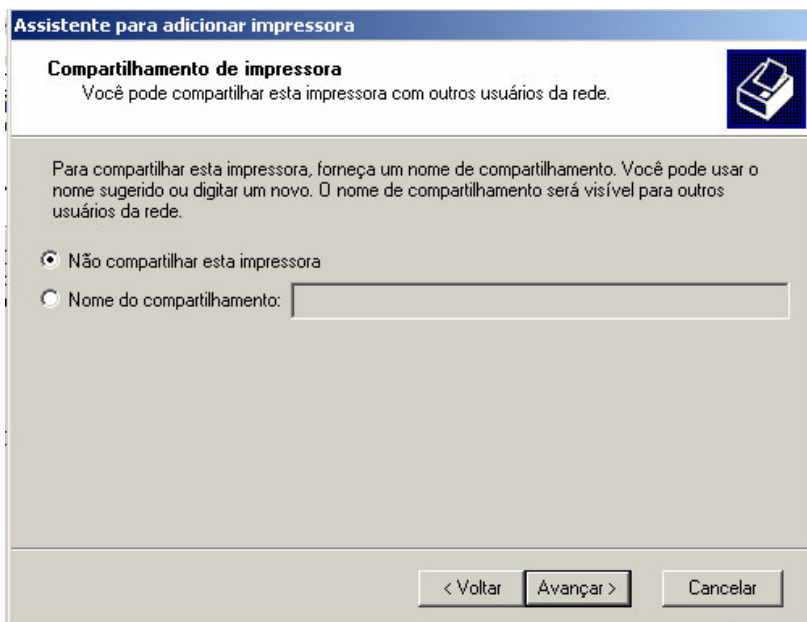 Assistente para adicionar impressora
Compartilhamento de impressora
Você pode compartilhar esta impressora com outros usuários da rede.
Para compartilhar esta impressora, forneça um nome de compartilhamento. Você pode usar o
nome sugerido ou digitar um novo. O nome de compartilhamento será visível para outros
usuários da rede.
Não compartilhar esta impressora
Nome do compartilhamento:
< Voltar
Avançar >
Cancelar